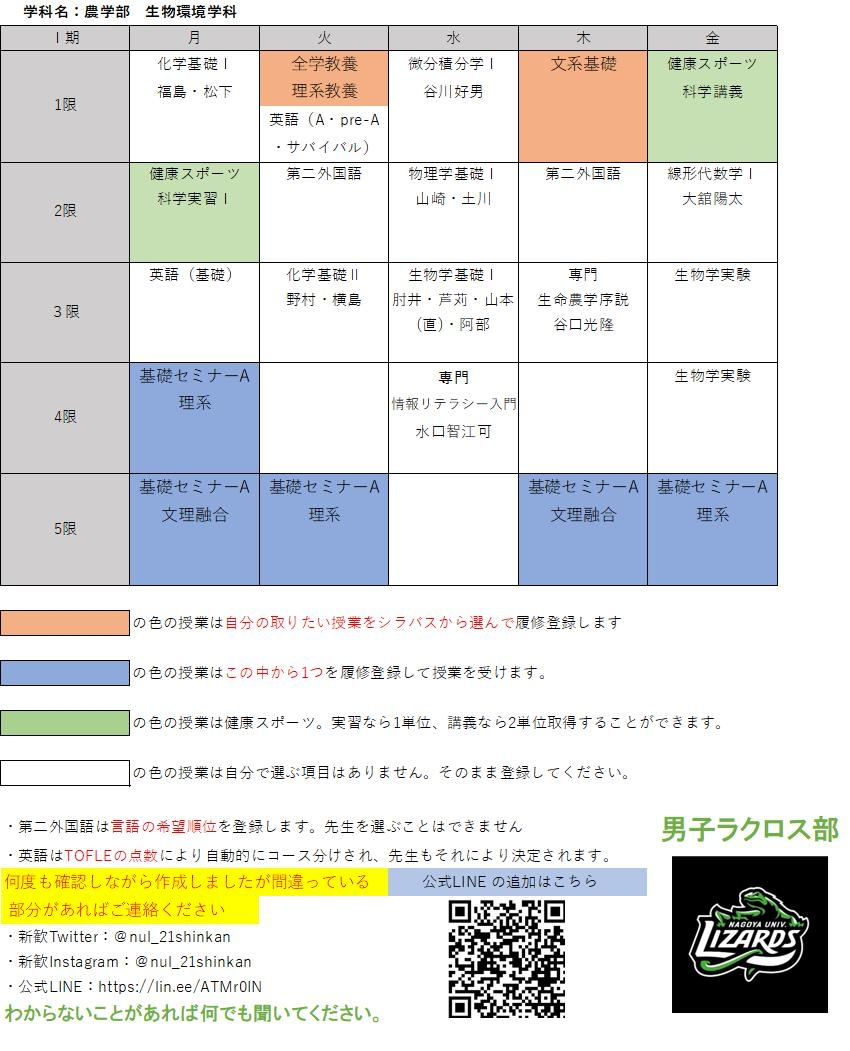 学科名：農学部　生物環境学科
Ⅰ期
月
火
水
木
金
1限
化学基礎Ⅰ
福島・松下
全学教養
理系教養
英語（A・pre-A
・サバイバル）
微分積分学Ⅰ
谷川好男
文系基礎
健康スポーツ
科学講義
2限
健康スポーツ
科学実習Ⅰ
第二外国語
物理学基礎Ⅰ
山崎・土川
第二外国語
線形代数学Ⅰ
大舘陽太
3限
英語（基礎）
化学基礎Ⅱ
野村・横島
生物学基礎Ⅰ
肘井・芦苅・山本
(直)・阿部
専門
生命農学序説
谷口光隆
生物学実験
4限
基礎セミナーA
理系
専門
情報リテラシー入門
水口智江可
生物学実験
5限
基礎セミナーA
文理融合
基礎セミナーA
理系
基礎セミナーA
文理融合
基礎セミナーA
理系
の色の授業は自分の取りたい授業をシラバスから選んで履修登録します
の色の授業はこの中から1つを履修登録して授業を受けます。
の色の授業は健康スポーツ。実習なら1単位、講義なら2単位取得することができます。
の色の授業は自分で選ぶ項目はありません。そのまま登録してください。
・第二外国語は言語の希望順位を登録します。先生を選ぶことはできません
・英語はTOFLEの点数により自動的にコース分けされ、先生もそれにより決定されます。
何度も確認しながら作成しましたが間違っている
部分があればご連絡ください
・新歓Twitter：@nul_21shinkan
・新歓Instagram：@nul_21shinkan
・公式LINE：https://lin.ee/ATMr0IN
わからないことがあれば何でも聞いてください。
公式LINE の追加はこちら
男子ラクロス部
NAGOYA UNIV.
LIZARDS